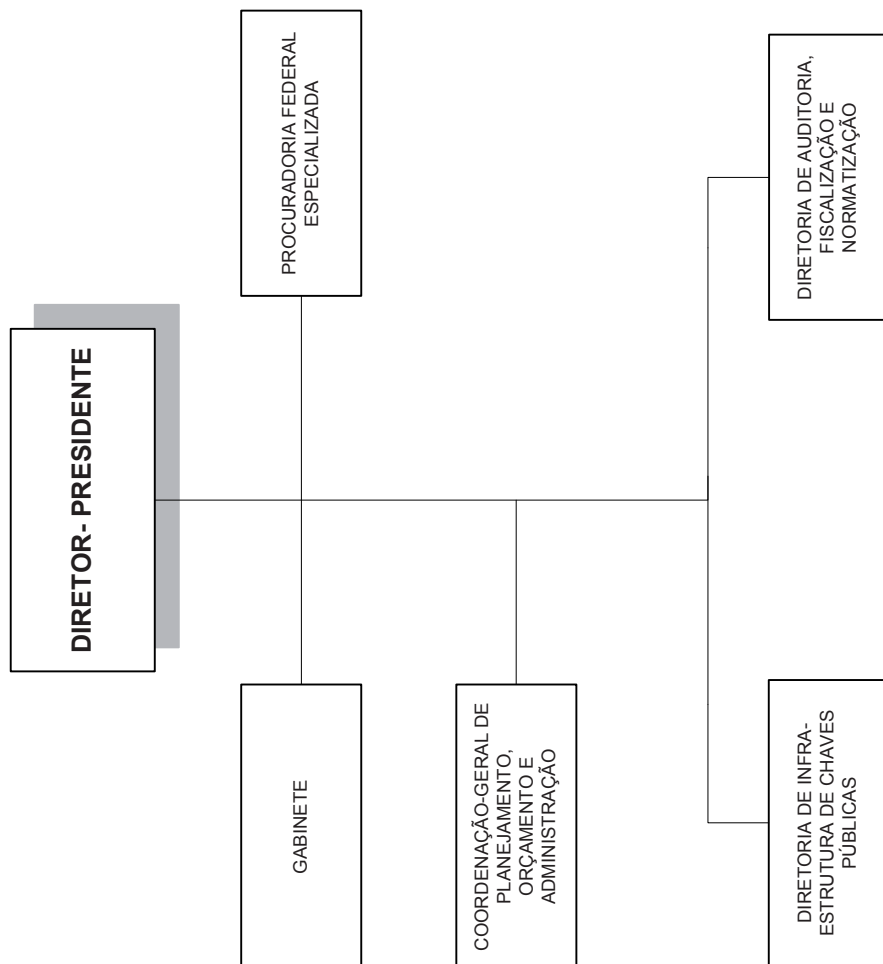 DIRETOR- PRESIDENTE
GABINETE
PROCURADORIA FEDERAL
ESPECIALIZADA
COORDENAÇÃO-GERAL DE
PLANEJAMENTO,
ORÇAMENTO E
ADMINISTRAÇÃO
DIRETORIA DE INFRA-
ESTRUTURA DE CHAVES
PÚBLICAS
DIRETORIA DE AUDITORIA,
FISCALIZAÇÃO E
NORMATIZAÇÃO